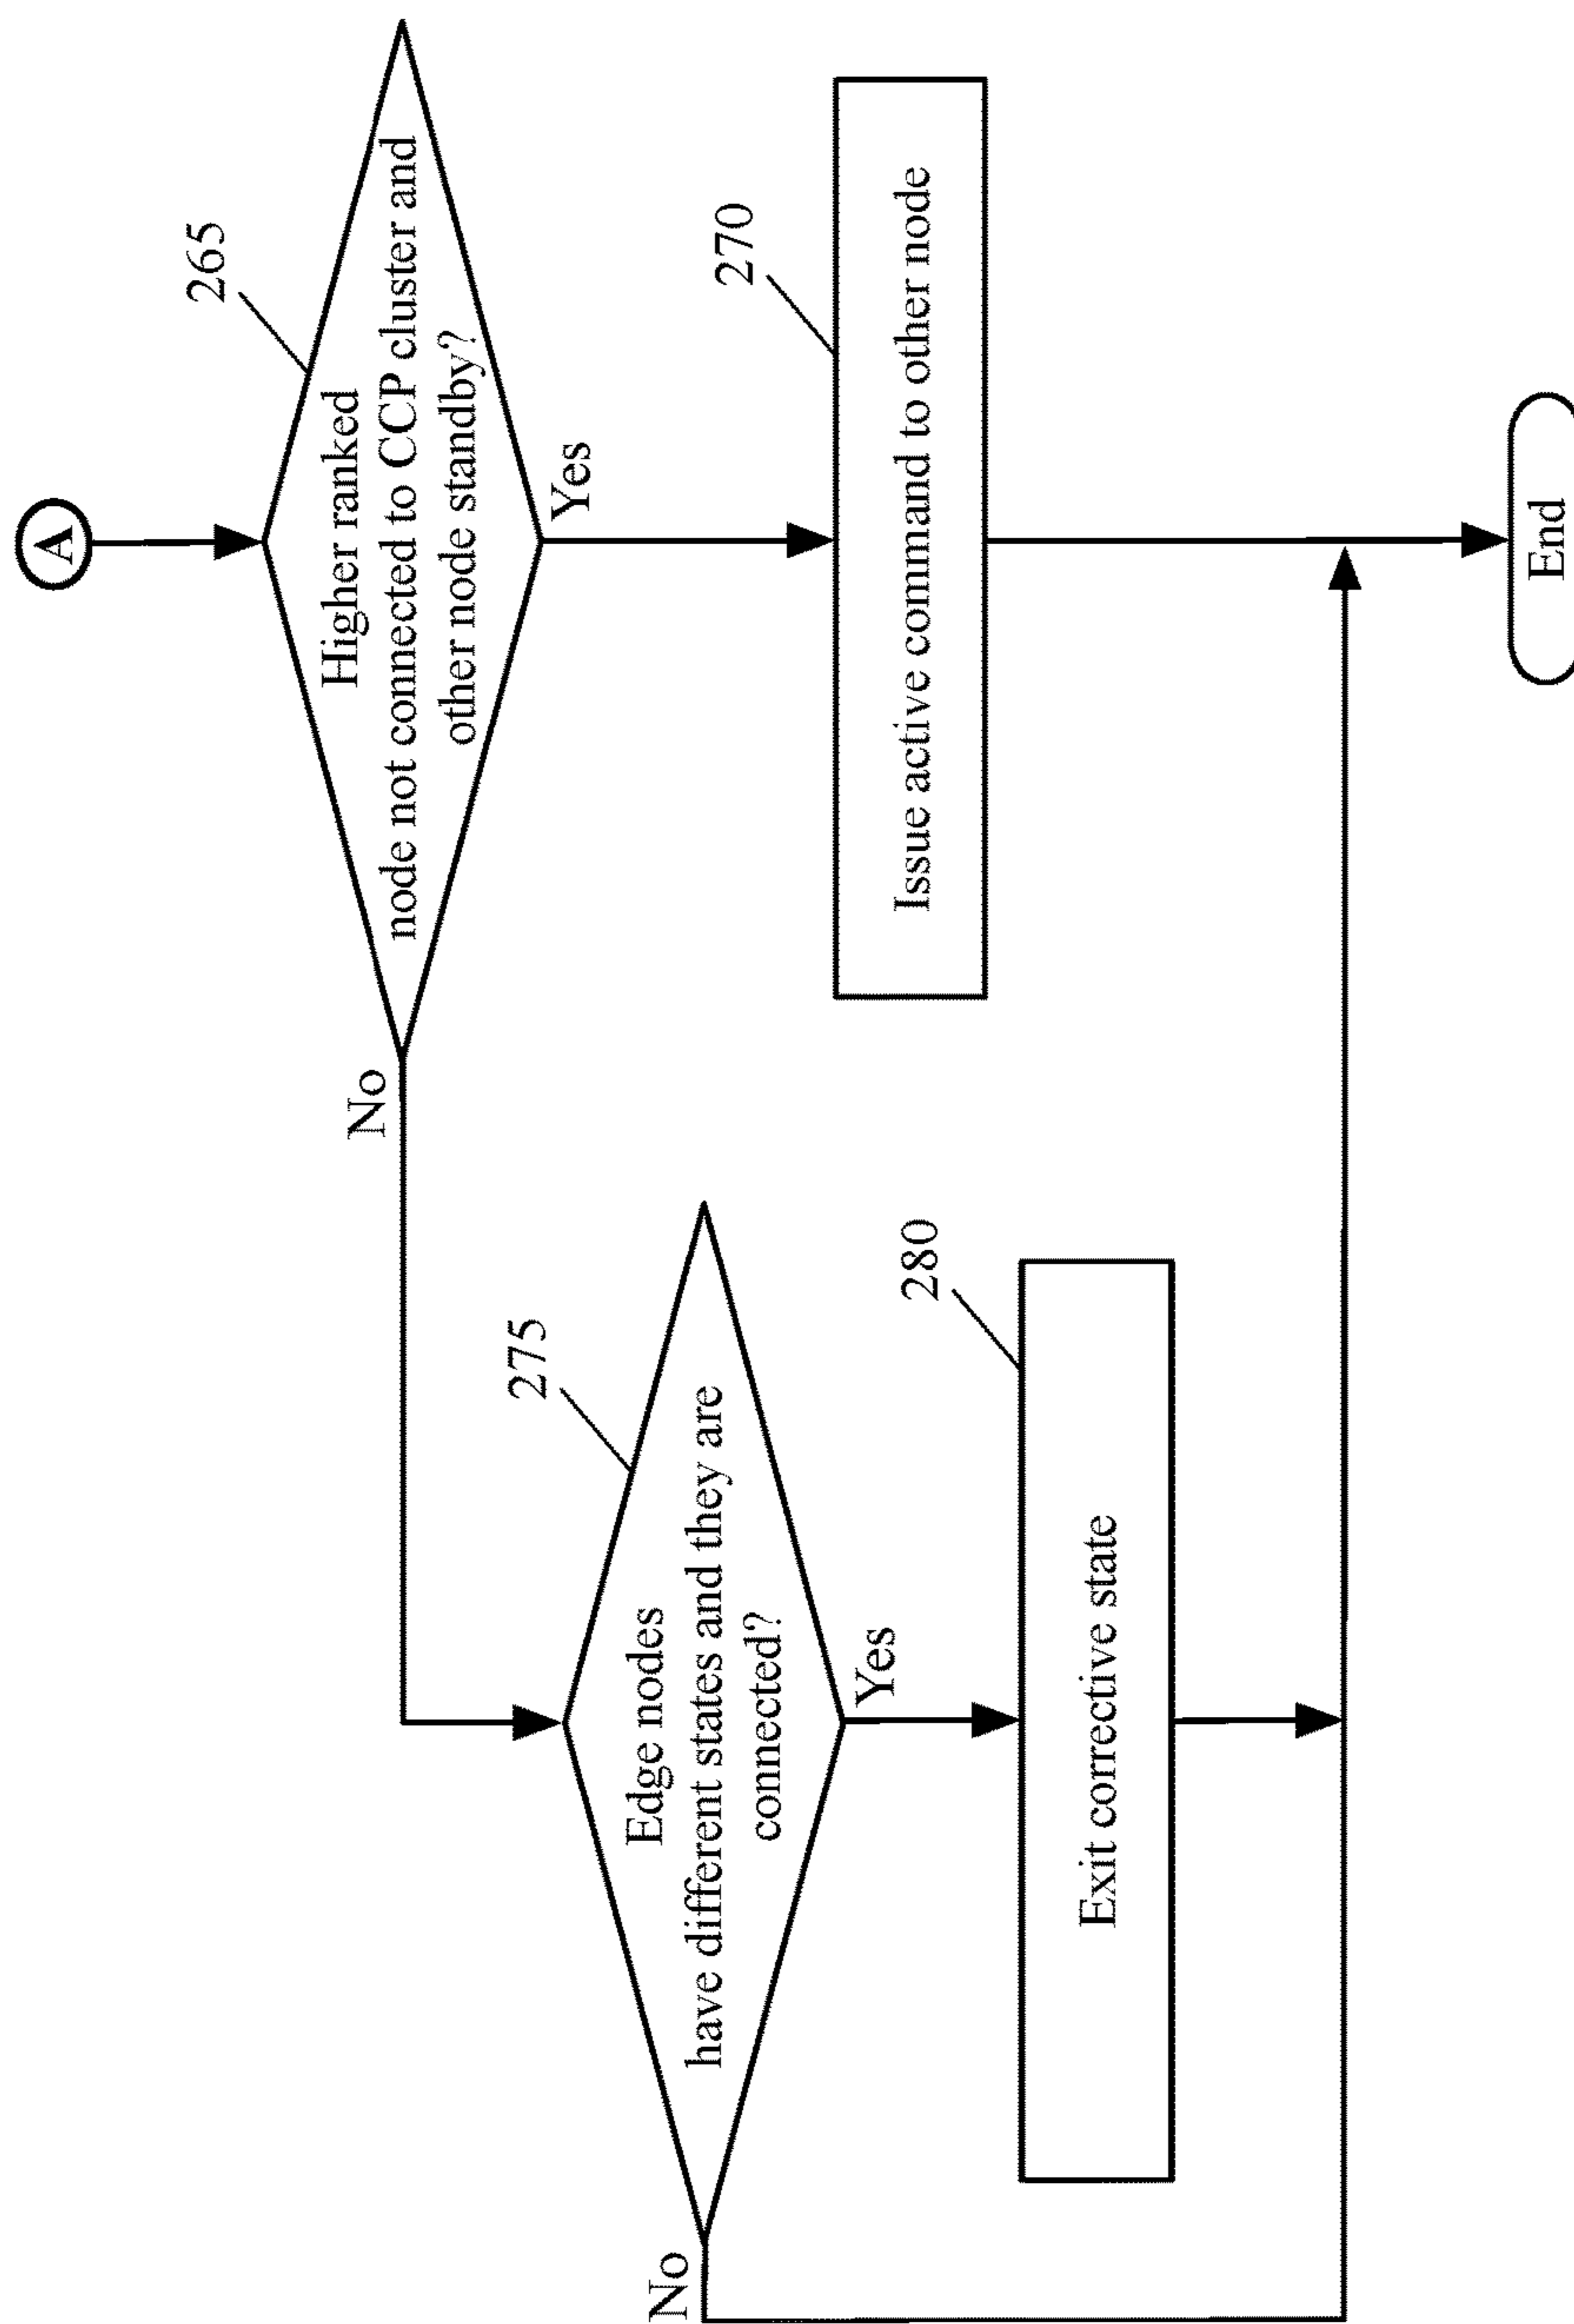 A
265
Higher ranked
node not connected to CCP cluster and
other node standby?
No
Yes
270
Issue active command to other node
275
Edge nodes
have different states and they are
connected?
No
Yes
280
Exit corrective state
End